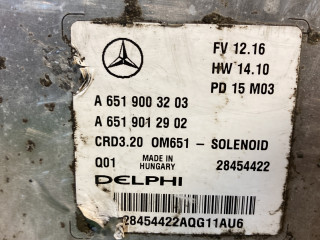 FV 12.16
HW 14.10
PD 15 M03
A 651 900 32 03
A 651 901 29 02
CRD3.20 OM651 - SOLENOID
Q01 MADE IN HUNGARY 28454422
DELPHI
28454422AQG11AU6